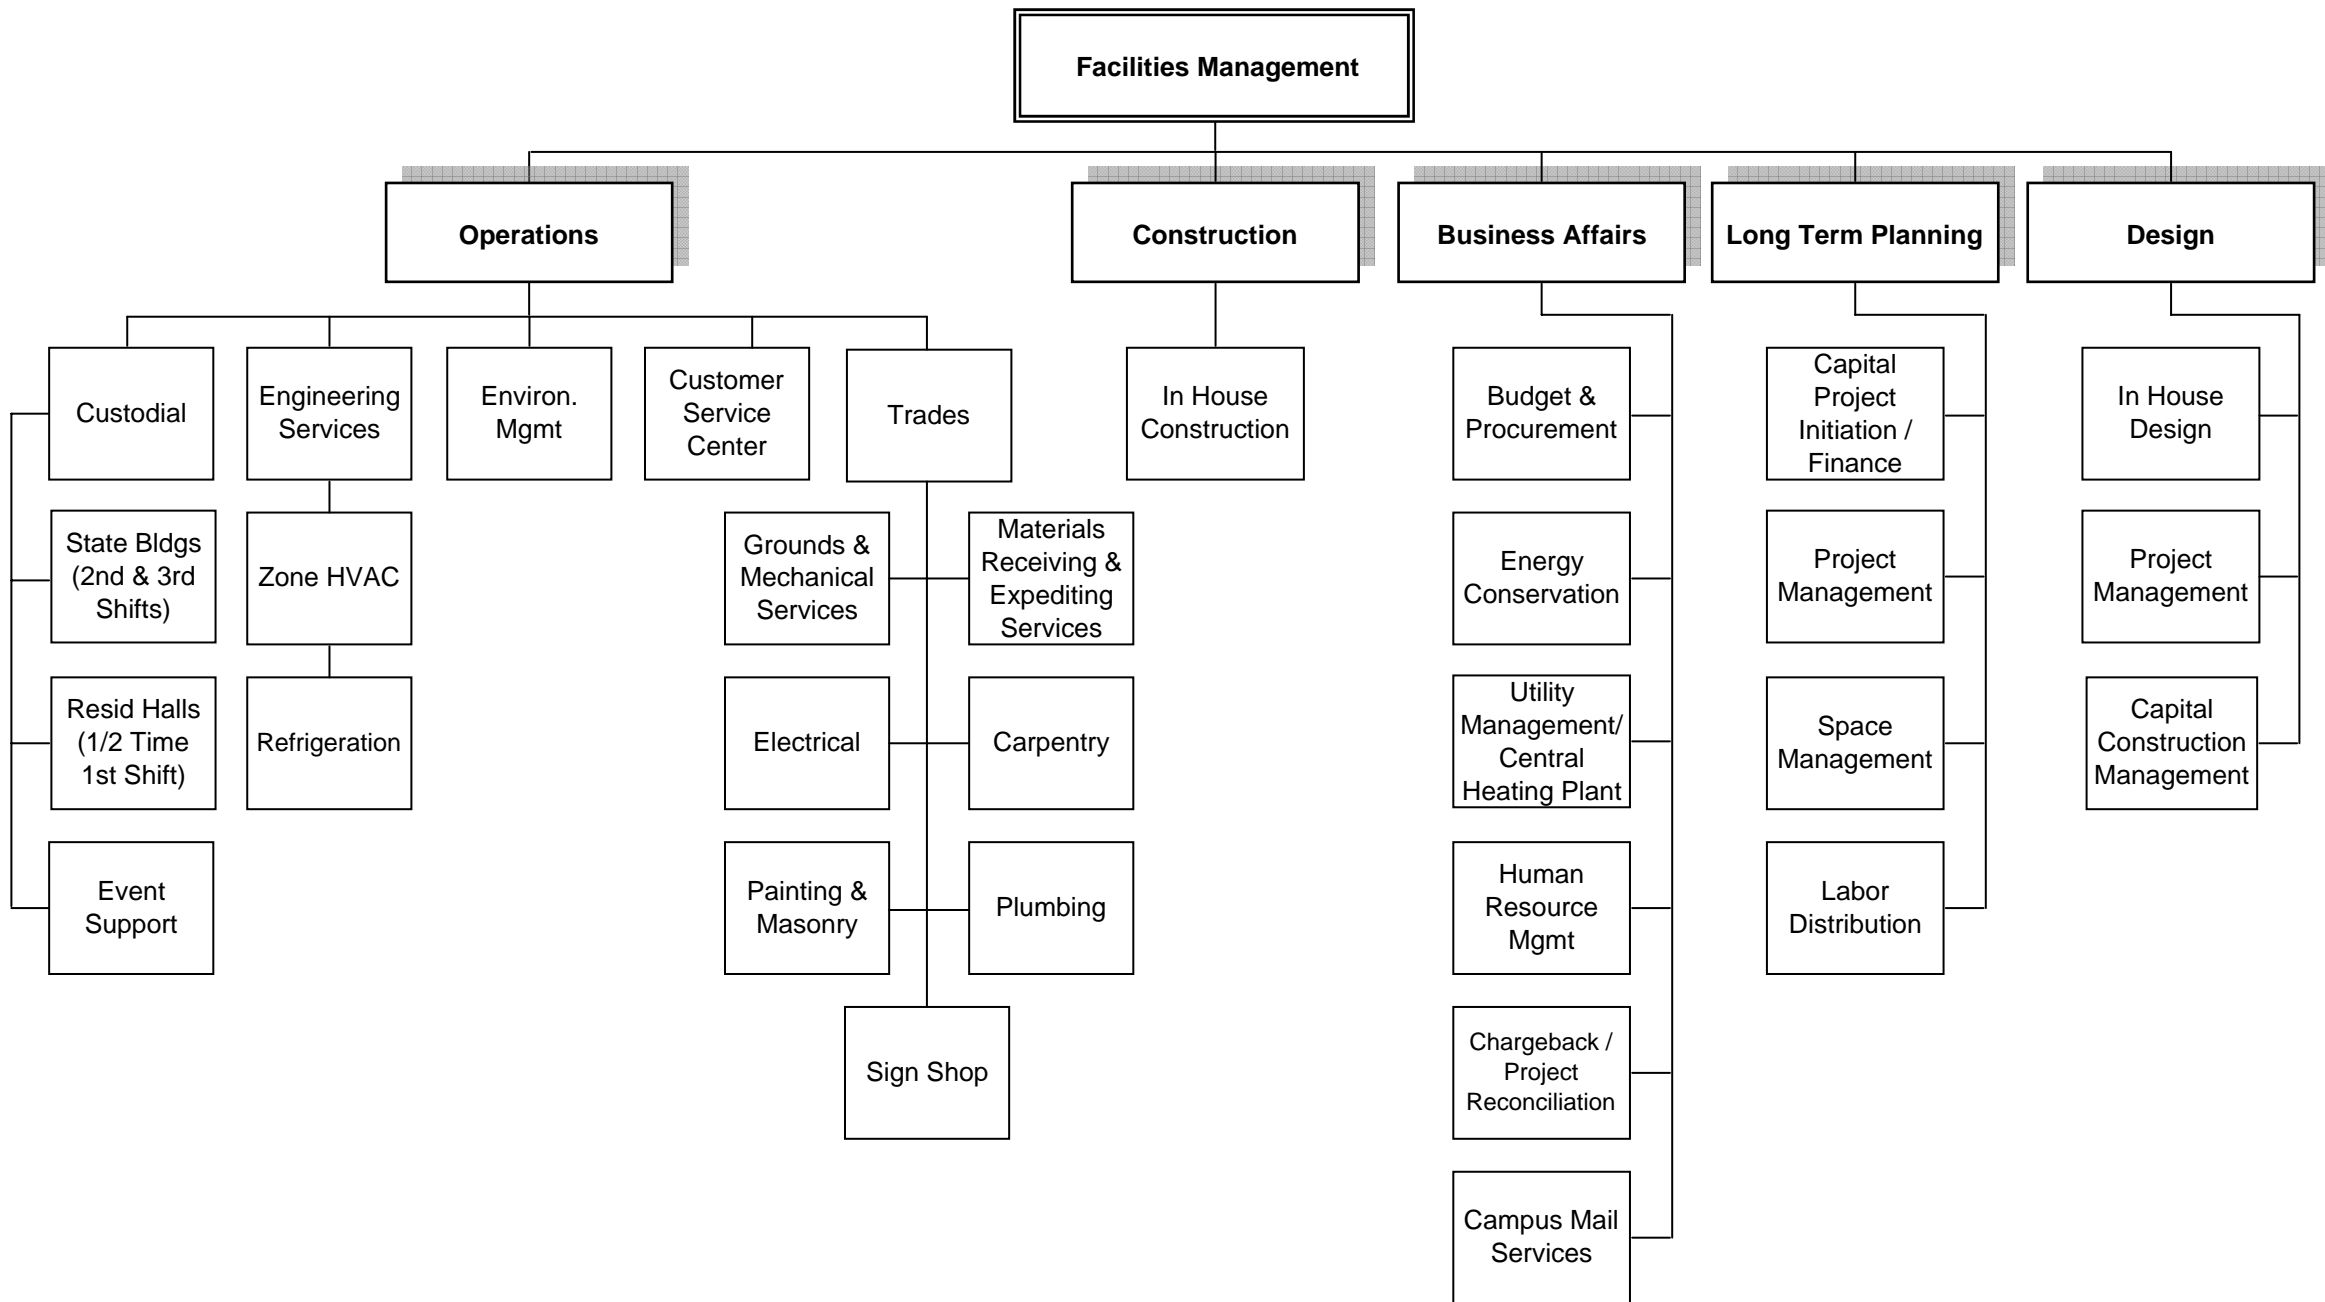 Facilities Management
Operations
Construction
Business Affairs
Long Term Planning
Design
Custodial
Engineering
Services
Environ.
Mgmt
Customer
Service
Center
Trades
In House
Construction
Budget &
Procurement
Capital
Project
Initiation /
Finance
In House
Design
State Bldgs
(2nd & 3rd
Shifts)
Zone HVAC
Grounds &
Mechanical
Services
Materials
Receiving &
Expediting
Services
Energy
Conservation
Project
Management
Project
Management
Resid Halls
(1/2 Time
1st Shift)
Refrigeration
Electrical
Carpentry
Utility
Management/
Central
Heating Plant
Space
Management
Capital
Construction
Management
Event
Support
Painting &
Masonry
Plumbing
Human
Resource
Mgmt
Labor
Distribution
Sign Shop
Chargeback /
Project
Reconciliation
Campus Mail
Services